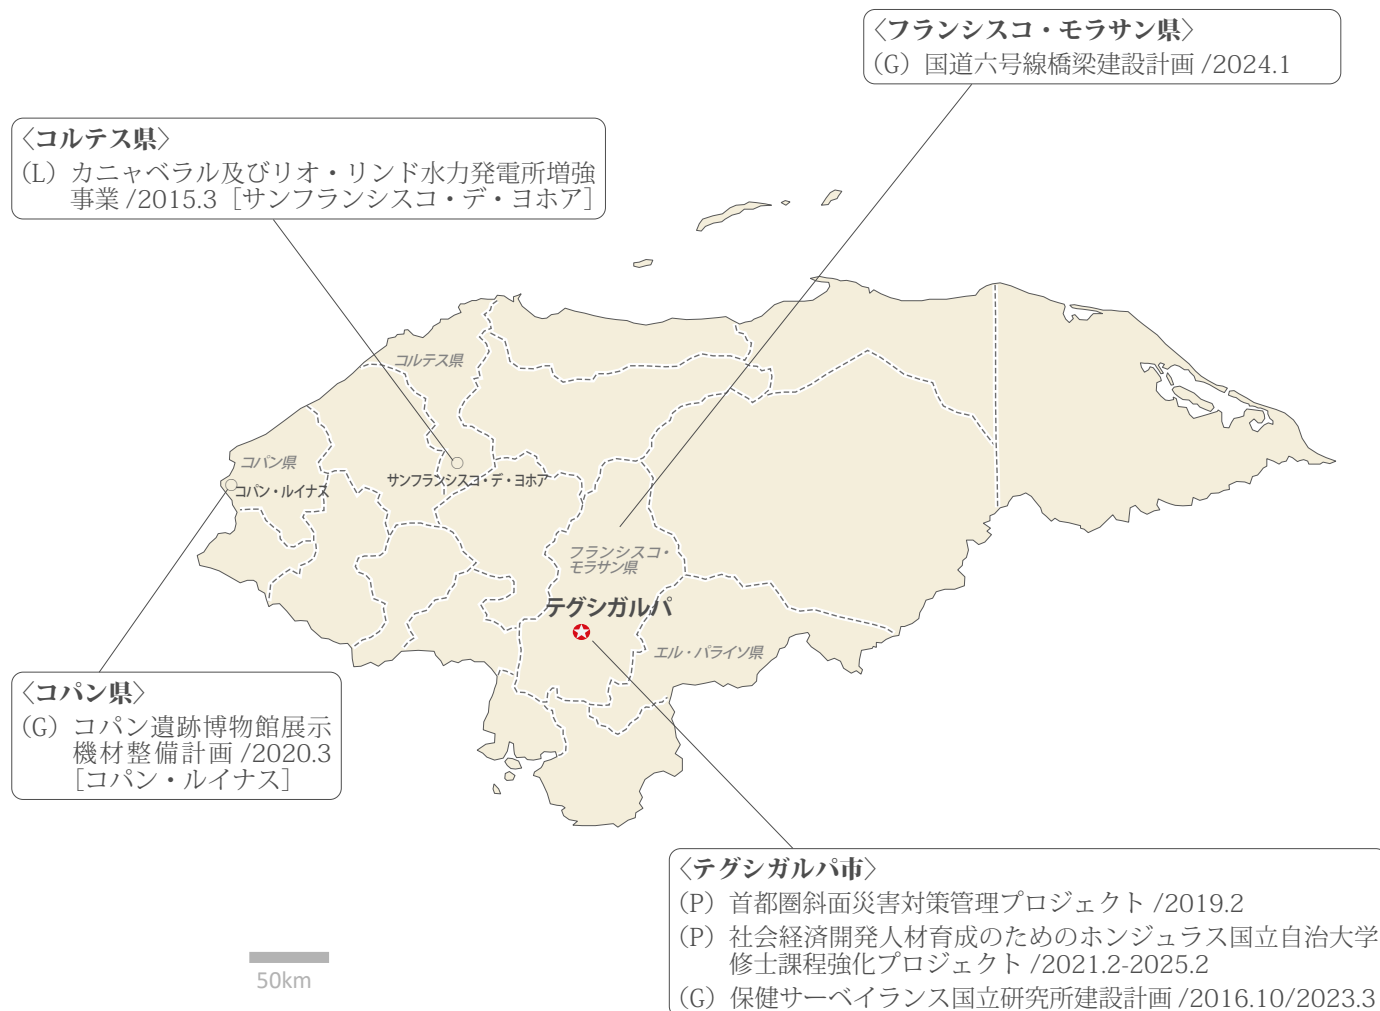 〈フランシスコ・モラサン県〉
（G）国道六号線橋梁建設計画 /2024.1
〈コルテス県〉
（L）カニャベラル及びリオ・リンド水力発電所増強
事業 /2015.3［サンフランシスコ・デ・ヨホア］
コルテス県
コパン県
コパン・ルイナス
サンフランシスコ・デ・ヨホア
フランシスコ・
モラサン県
テグシガルパ
エル・パライソ県
〈コパン県〉
（G）コパン遺跡博物館展示
機材整備計画 /2020.3
［コパン・ルイナス］
〈テグシガルパ市〉
（P）首都圏斜面災害対策管理プロジェクト /2019.2
（P）社会経済開発人材育成のためのホンジュラス国立自治大学
修士課程強化プロジェクト /2021.2-2025.2
（G）保健サーベイランス国立研究所建設計画 /2016.10/2023.3
50km